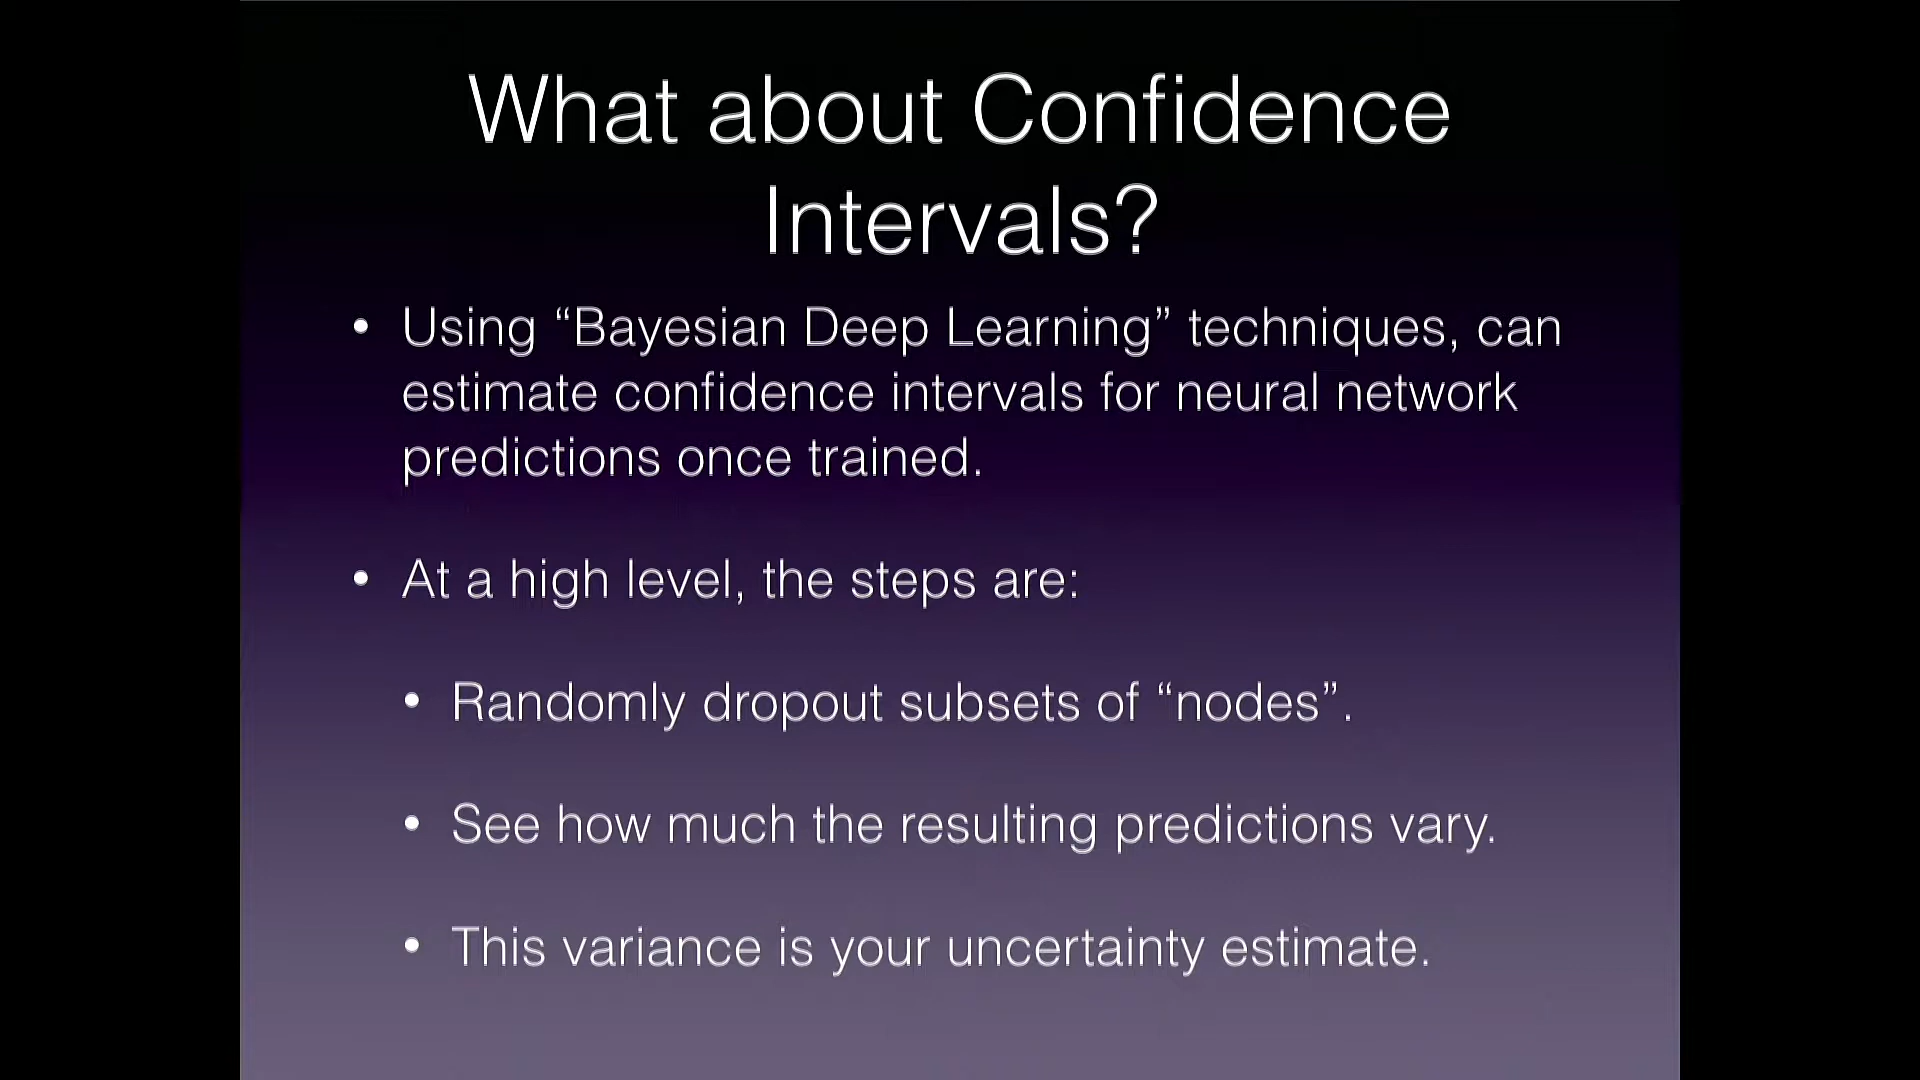 What about Confidence
Intervals?
• Using “Bayesian Deep Learning” techniques, can
estimate confidence intervals for neural network
predictions once trained.
• At a high level, the steps are:
• Randomly dropout subsets of “nodes”.
• See how much the resulting predictions vary.
• This variance is your uncertainty estimate.